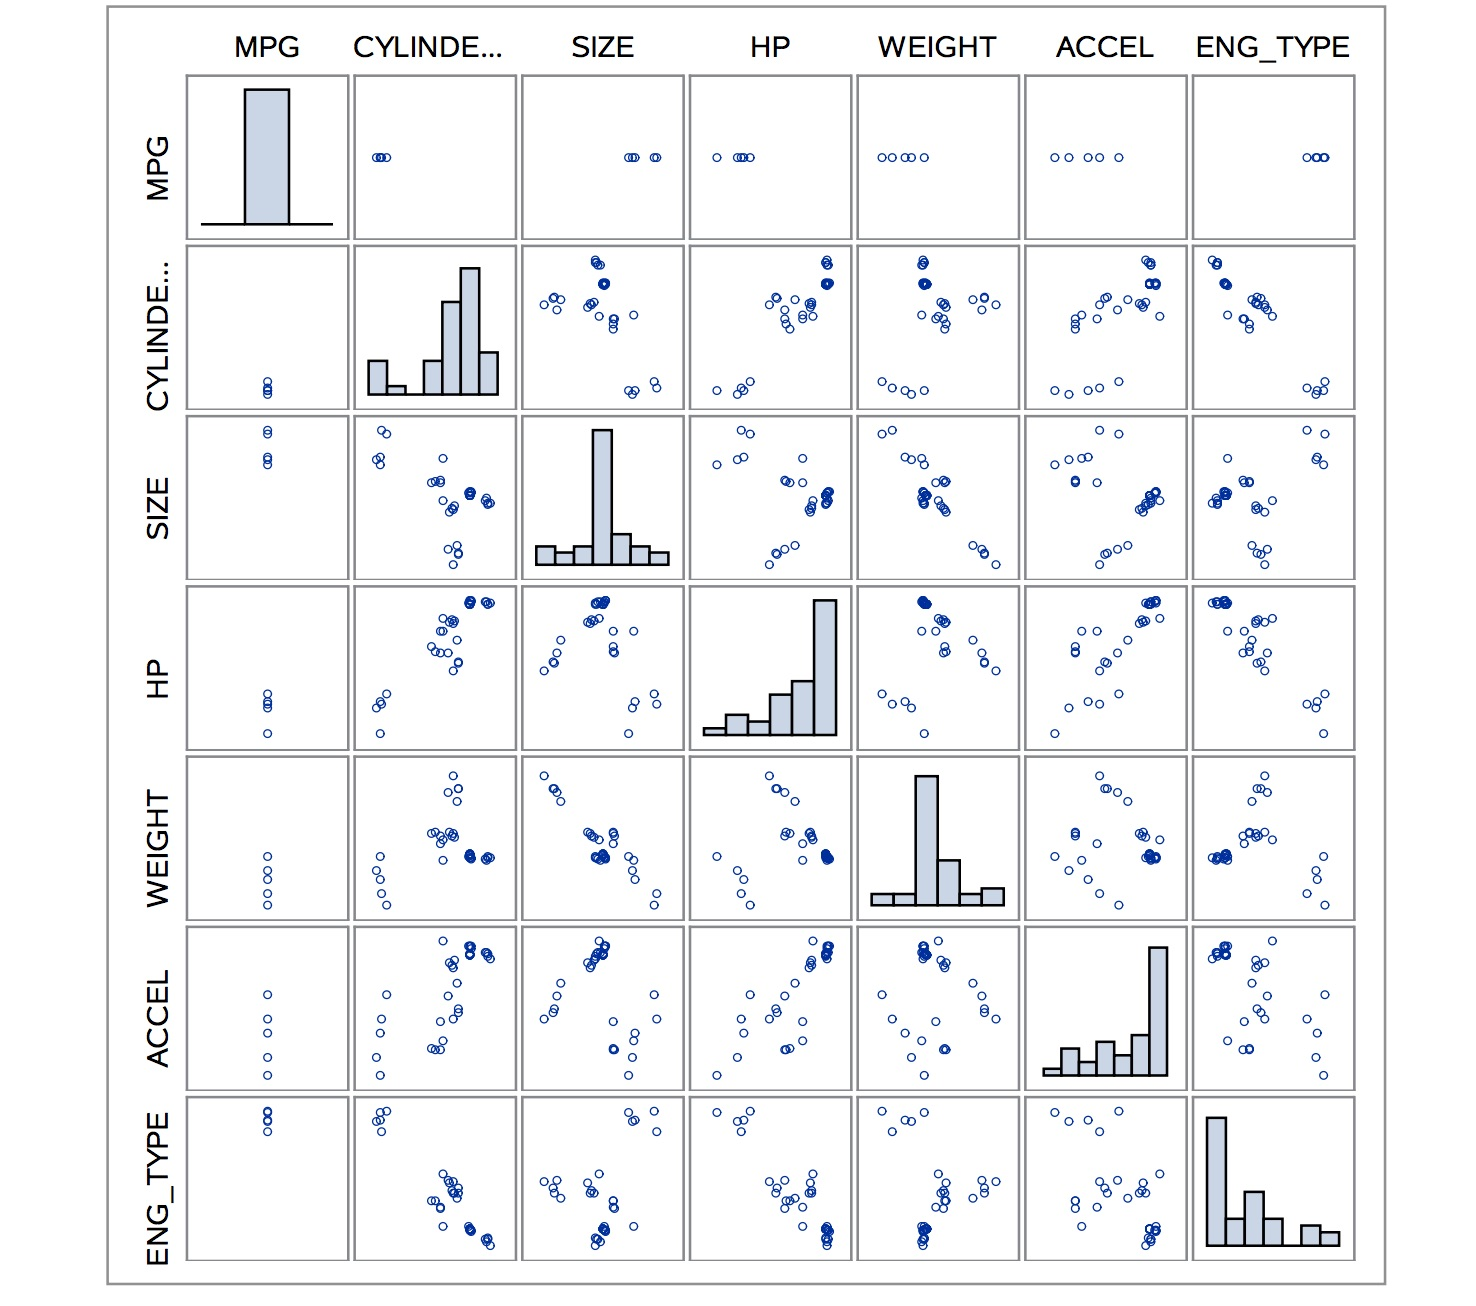 MPG CYLINDE... SIZE HP WEIGHT ACCEL ENG_TYPE
MPG
CYLINDE...
SIZE
HP
WEIGHT
ACCEL
ENG_TYPE